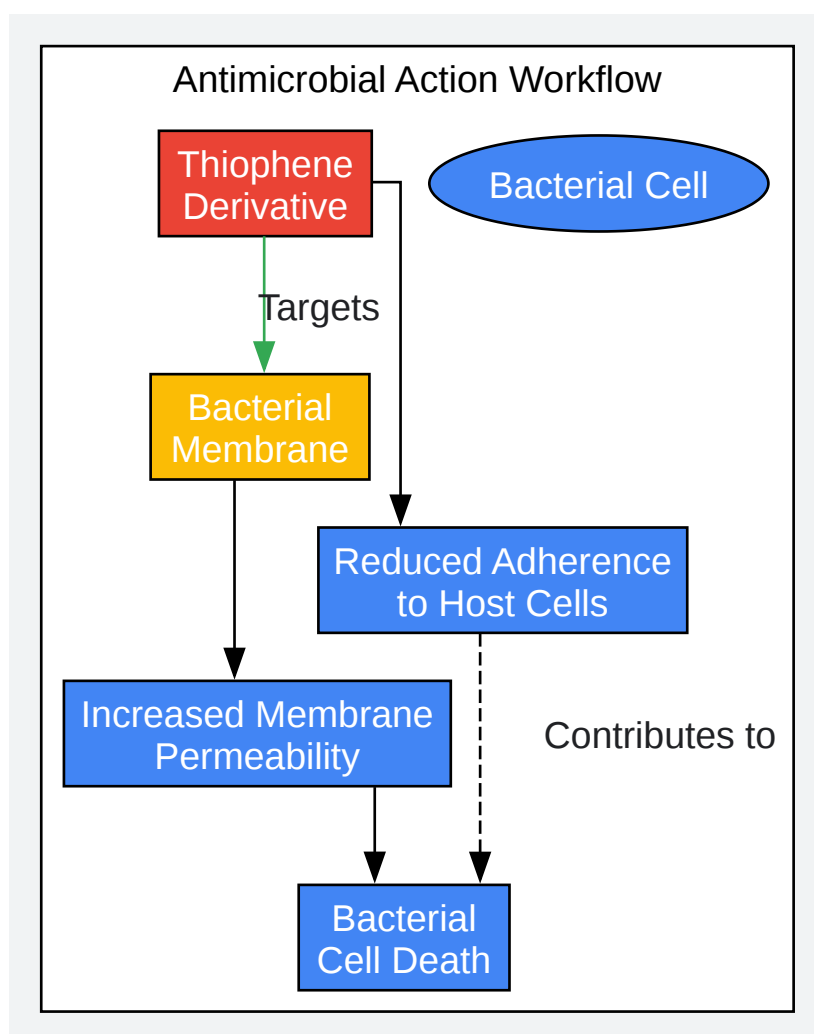 Antimicrobial Action Workflow
Thiophene
Derivative
Bacterial Cell
Targets
Bacterial
Membrane
Reduced Adherence
to Host Cells
Increased Membrane
Permeability
Contributes to
Bacterial
Cell Death